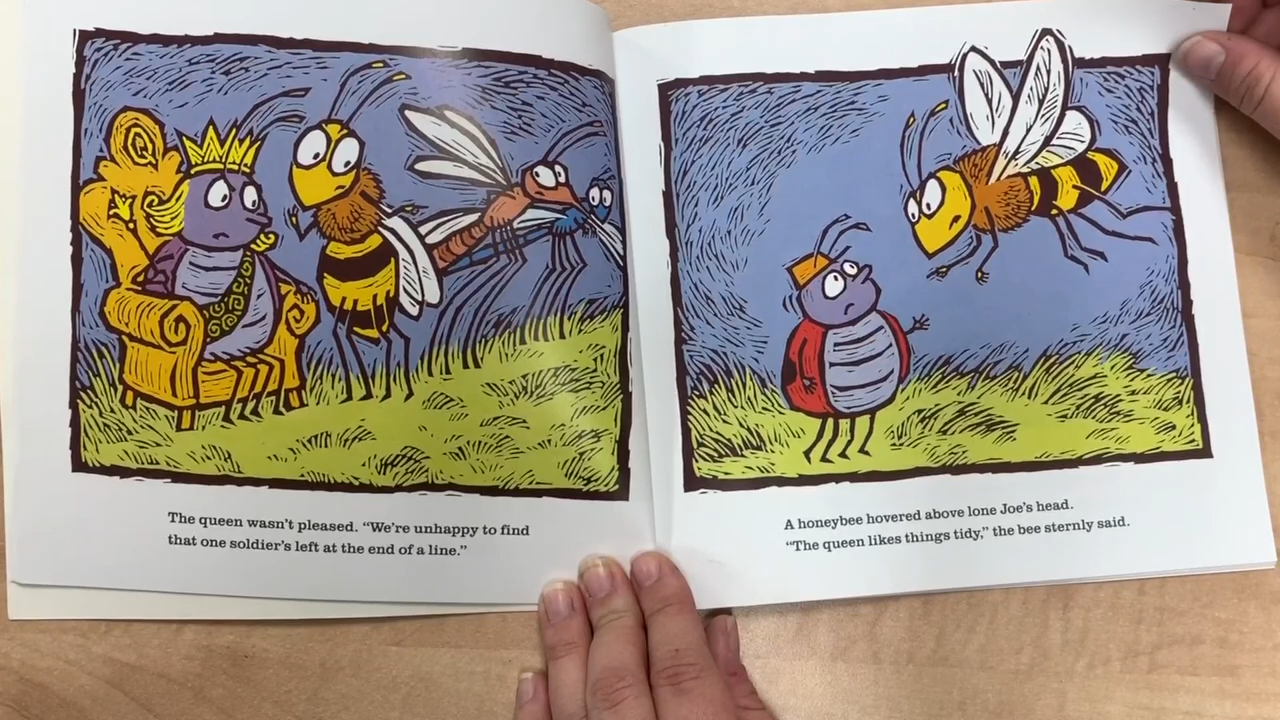 Q
The queen wasn't pleased. “We're unhappy to find
that one soldier's left at the end of a line.”
A honeybee hovered above lone Joe's head.
“The queen likes things tidy,” the bee sternly said.